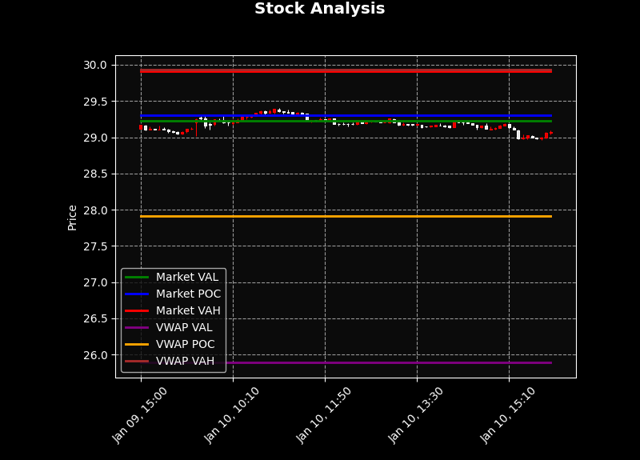 Stock Analysis
30.0
29.5
29.0
28.5
28.0
27.5
27.0
26.5
26.0
Price
Market VAL
Market POC
Market VAH
VWAP VAL
VWAP POC
VWAP VAH
Jan 09, 15:00
Jan 10, 10:10
Jan 10, 11:50
Jan 10, 13:30
Jan 10, 15:10